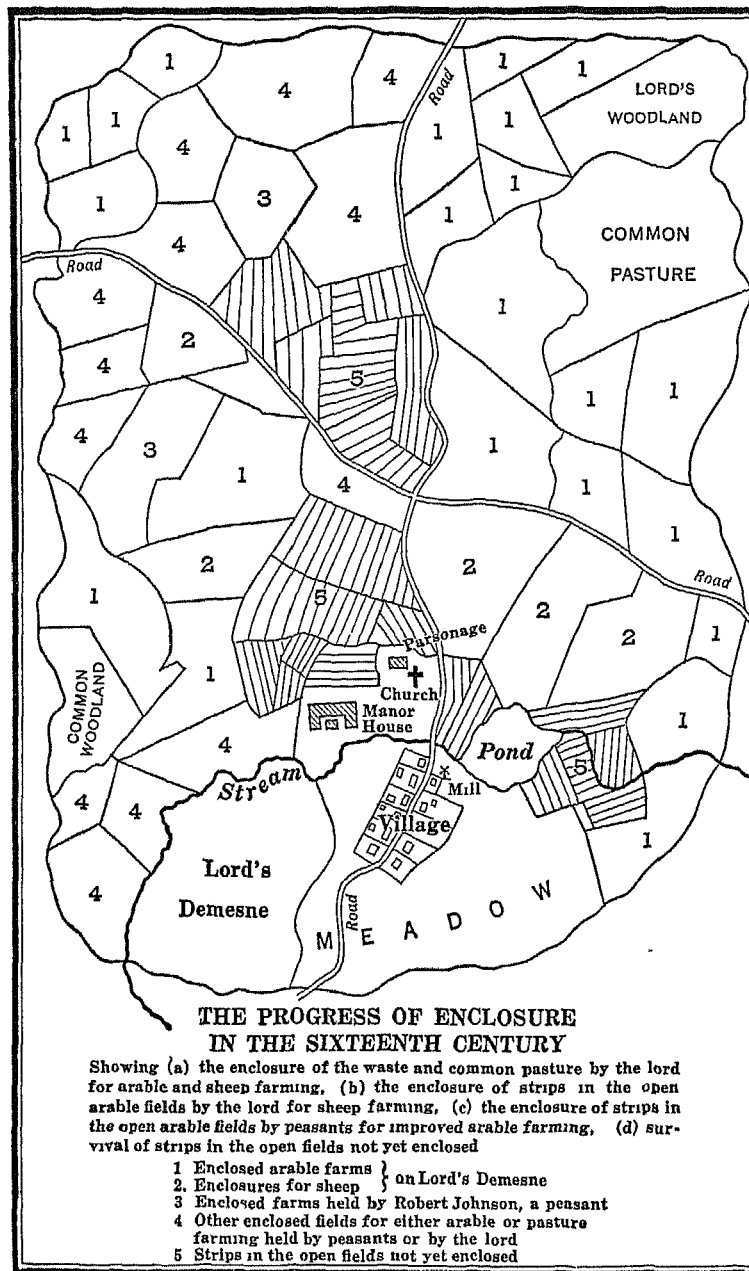 1
4
4
Road
1
1
LORD'S
WOODLAND
1
1
4
1
1
3
4
1
1
1
COMMON
PASTURE
Road
4
4
1
2
4
5
1
1
4
3
1
4
1
1
1
2
2
Road
1
5
2
2
1
Parsonage
COMMON
WOODLAND
1
Church
Manor
House
4
1
Pond
5
Stream
Mill
4
4
Village
1
4
Lord's
Demesne
Road
MEADOW
THE PROGRESS OF ENCLOSURE
IN THE SIXTEENTH CENTURY
Showing (a) the enclosure of the waste and common pasture by the lord
for arable and sheep farming, (b) the enclosure of strips in the open
arable fields by the lord for sheep farming, (c) the enclosure of strips in
the open arable fields by peasants for improved arable farming, (d) sur-
vival of strips in the open fields not yet enclosed
1 Enclosed arable farms } on Lord's Demesne
2. Enclosures for sheep
3 Enclosed farms held by Robert Johnson, a peasant
4 Other enclosed fields for either arable or pasture
farming held by peasants or by the lord
5 Strips in the open fields not yet enclosed